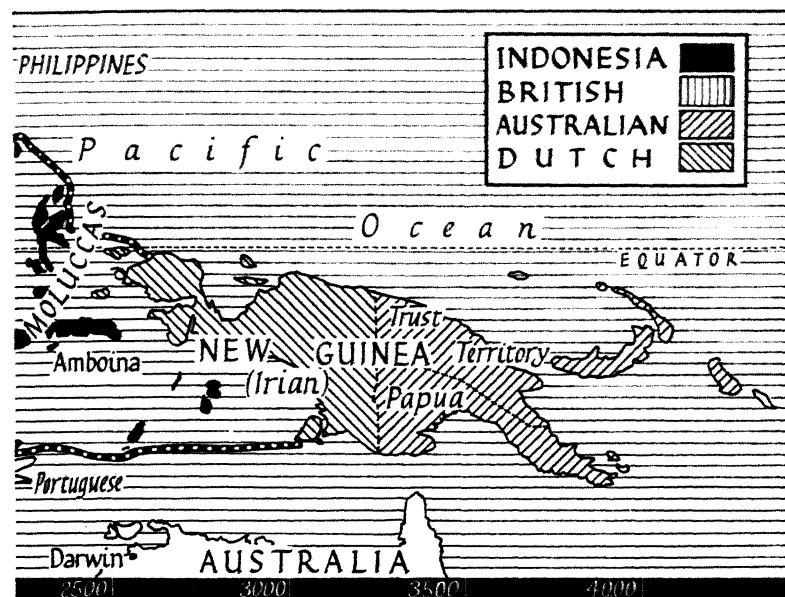 PHILIPPINES
INDONESIA
BRITISH
AUSTRALIAN
DUTCH
Pacific
Ocean
EQUATOR
MOLUCCAS
Amboina
NEW GUINEA
(Irian)
Trust
Territory
Papua
Portuguese
Darwin
AUSTRALIA
2500 3000 3500 4000